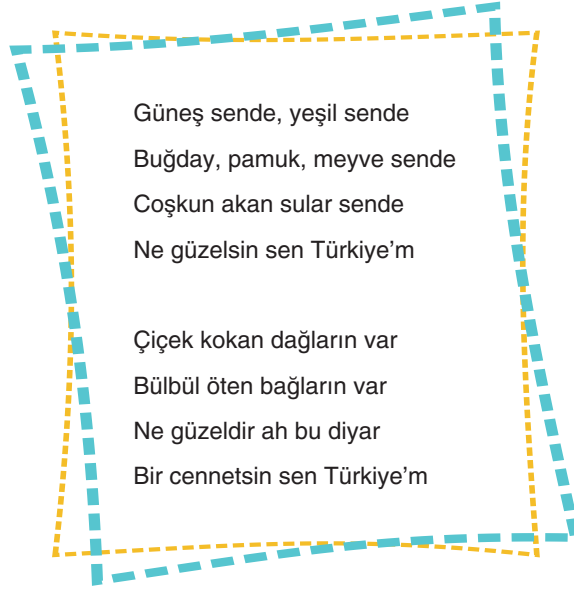 Güneş sende, yeşil sende
Buğday, pamuk, meyve sende
Coşkun akan sular sende
Ne güzelsin sen Türkiye’m
Çiçek kokan dağların var
Bülbül öten bağların var
Ne güzeldir ah bu diyar
Bir cennetsin sen Türkiye’m